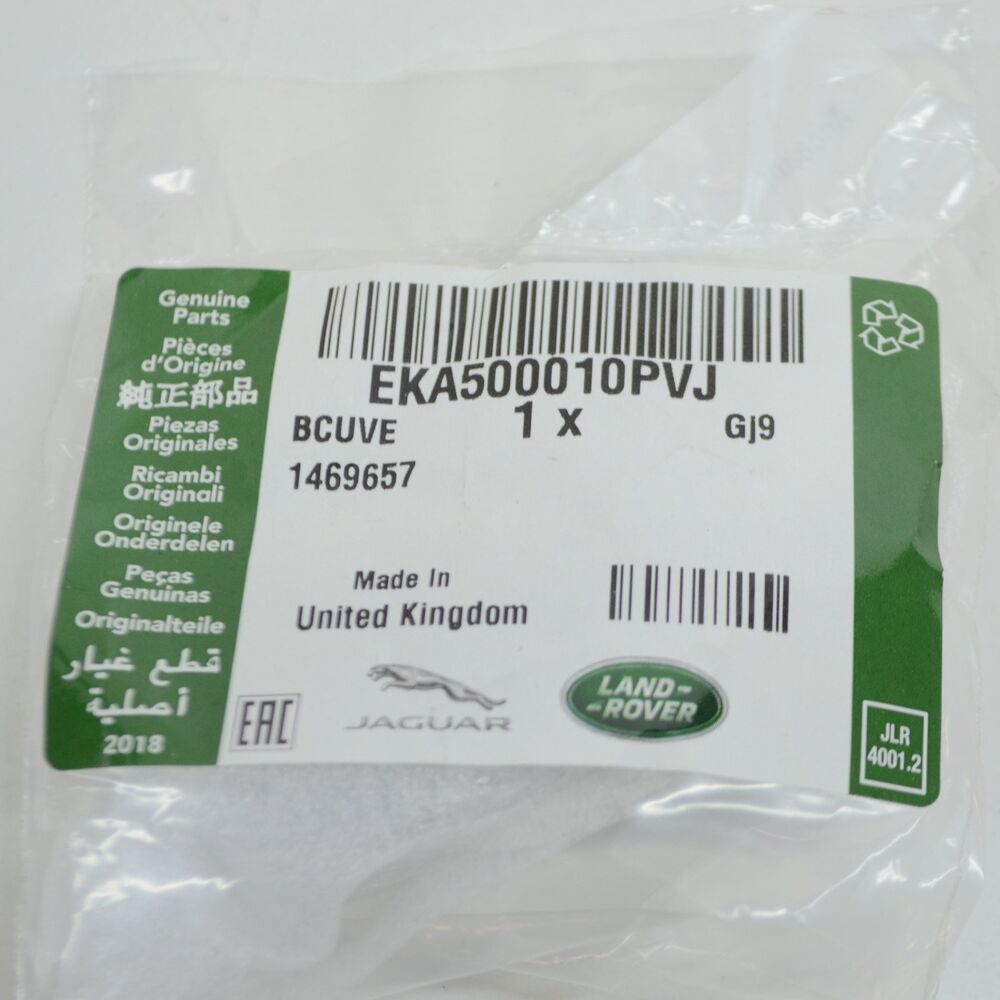 Genuine
Parts
Pièces
d'Origine
純正部品
Piezas
Originales
Ricambi
Originali
Originele
Onderdelen
Peças
Genuinas
Originalteile
قطع غيار
أصلية
2018
EKA500010PVJ
BCUVE
1 x
GJ9
1469657
Made In
United Kingdom
EAC
JAGUAR
LAND-
-ROVER
JLR
4001.2